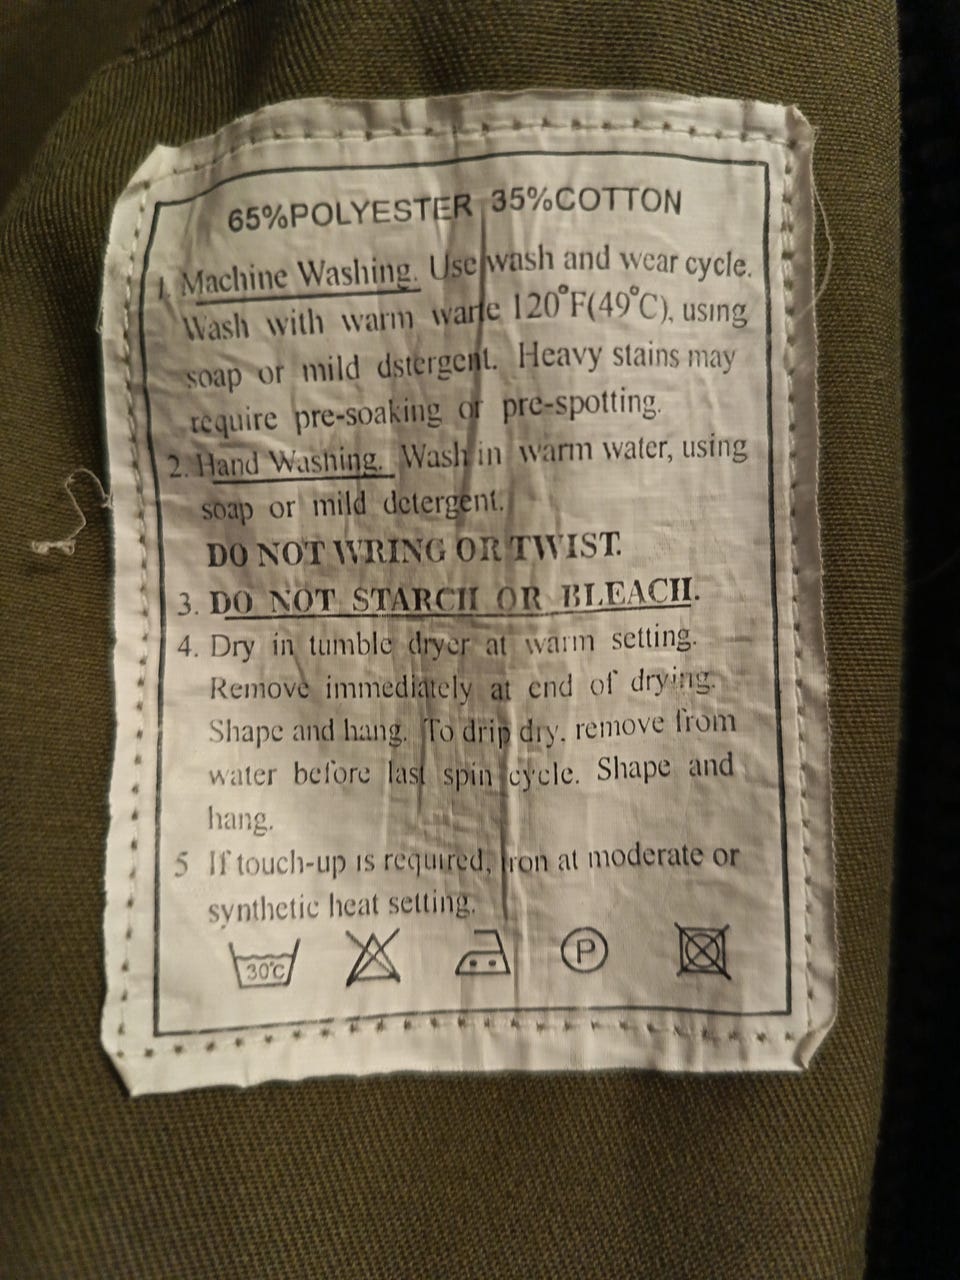 65%POLYESTER 35%COTTON
1. Machine Washing. Use wash and wear cycle.
Wash with warm warte 120°F(49°C), using
soap or mild dstergent. Heavy stains may
require pre-soaking or pre-spotting.
2. Hand Washing. Wash in warm water, using
soap or mild detergent.
DO NOT WRING OR TWIST.
3. DO NOT STARCH OR BLEACH.
4. Dry in tumble dryer at warm setting.
Remove immediately at end of drying.
Shape and hang. To drip dry, remove from
water before last spin cycle. Shape and
hang.
5 If touch-up is required, iron at moderate or
synthetic heat setting.
30°C P